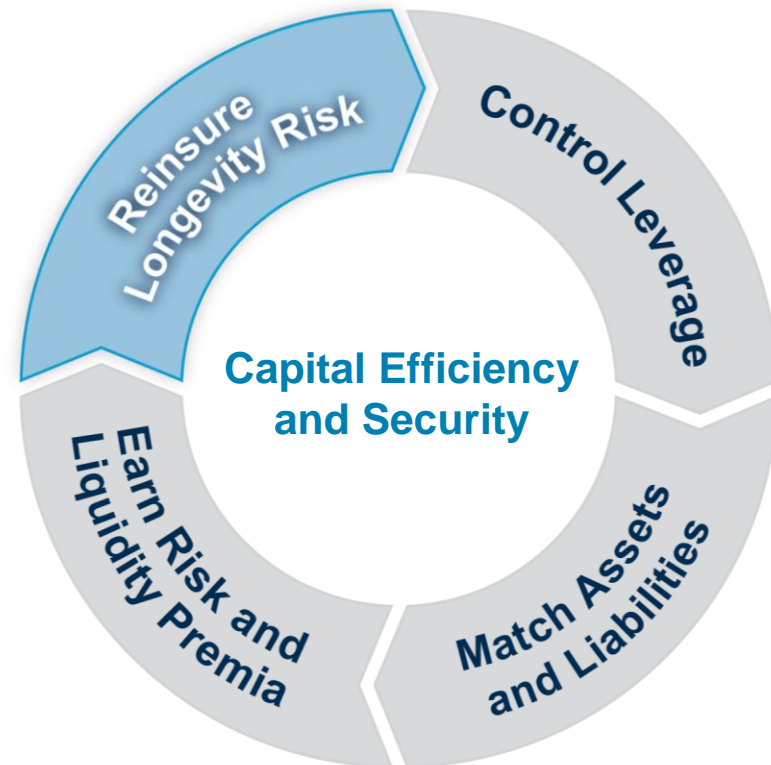 Reinsure
Longevity Risk
Control Leverage
Match Assets
and Liabilities
Earn Risk and
Liquidity Premia
Capital Efficiency
and Security